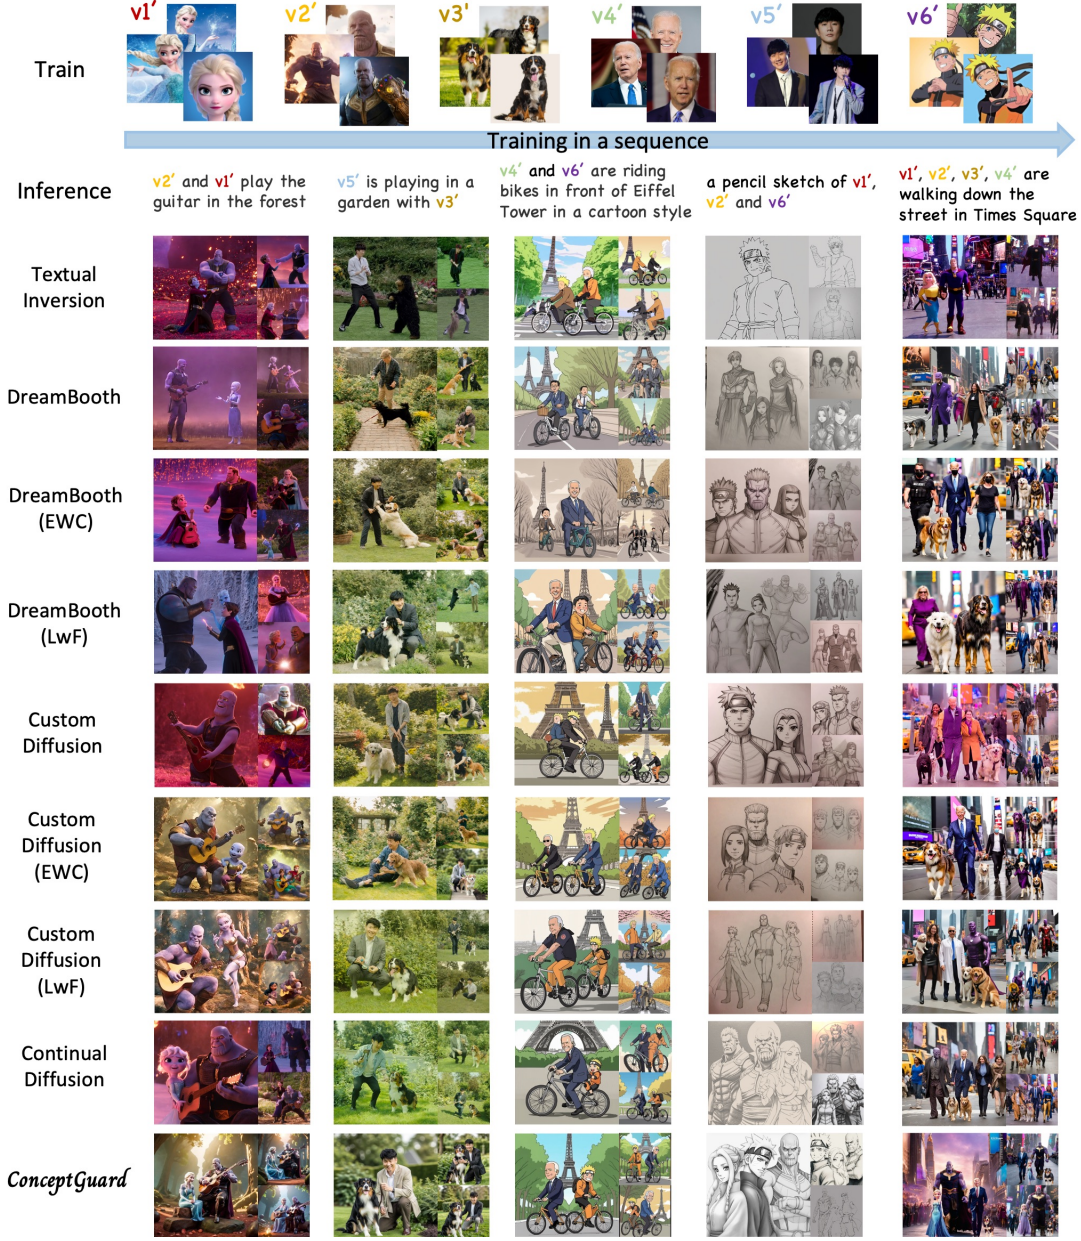 v1′ v2′ v3' v4′ v5′ v6′
Train
Training in a sequence
Inference
v2′ and v1′ play the
guitar in the forest
v5′ is playing in a
garden with v3′
v4′ and v6′ are riding
bikes in front of Eiffel
Tower in a cartoon style
a pencil sketch of v1′,
v2′ and v6′
v1′, v2′, v3′, v4′ are
walking down the
street in Times Square
Textual
Inversion
DreamBooth
DreamBooth
(EWC)
DreamBooth
(LwF)
Custom
Diffusion
Custom
Diffusion
(EWC)
Custom
Diffusion
(LwF)
Continual
Diffusion
ConceptGuard